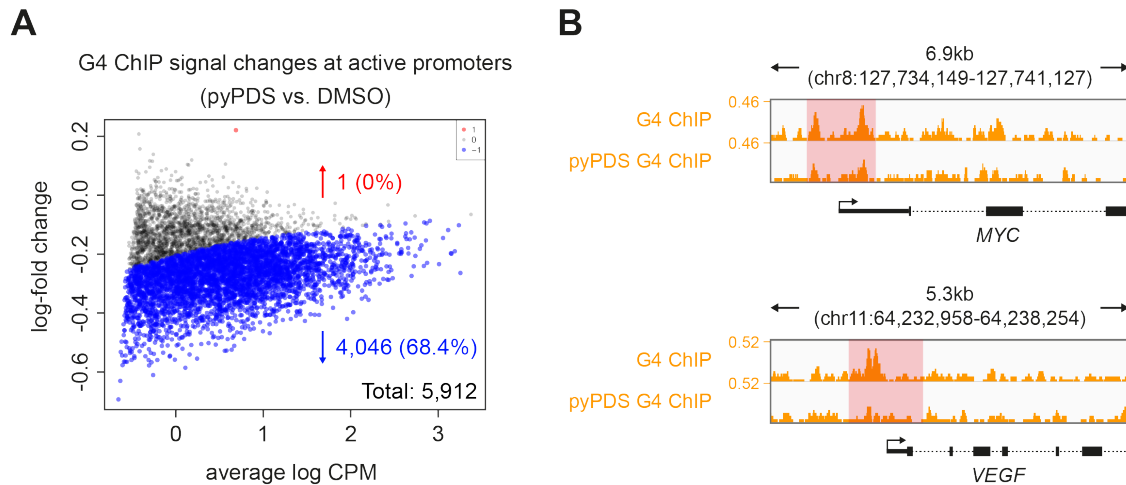 A
G4 ChIP signal changes at active promoters
(pyPDS vs. DMSO)
log-fold change
0.2
0.0
-0.2
-0.4
-0.6
1
0
-1
1 (0%)
4,046 (68.4%)
Total: 5,912
0
1
2
3
average log CPM
B
6.9kb
(chr8:127,734,149-127,741,127)
0.46
G4 ChIP
0.46
pyPDS G4 ChIP
MYC
5.3kb
(chr11:64,232,958-64,238,254)
0.52
G4 ChIP
0.52
pyPDS G4 ChIP
VEGF